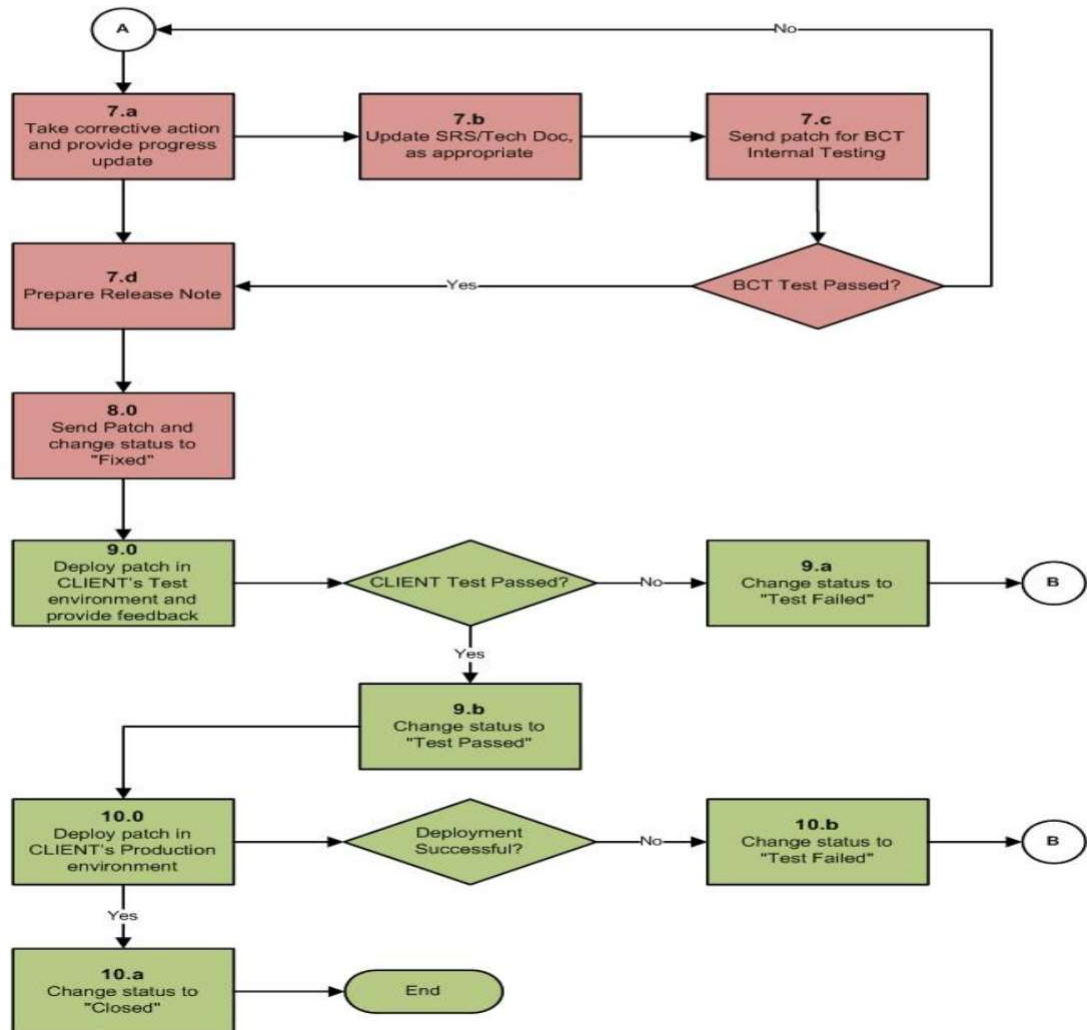 A
No
7.a
Take corrective action
and provide progress
update
7.b
Update SRS/Tech Doc,
as appropriate
7.c
Send patch for BCT
Internal Testing
7.d
Prepare Release Note
Yes
BCT Test Passed?
8.0
Send Patch and
change status to
"Fixed"
9.0
Deploy patch in
CLIENT's Test
environment and
provide feedback
CLIENT Test Passed?
No
9.a
Change status to
"Test Failed"
B
Yes
9.b
Change status to
"Test Passed"
10.0
Deploy patch in
CLIENT's Production
environment
Deployment
Successful?
No
10.b
Change status to
"Test Failed"
B
Yes
10.a
Change status to
"Closed"
End